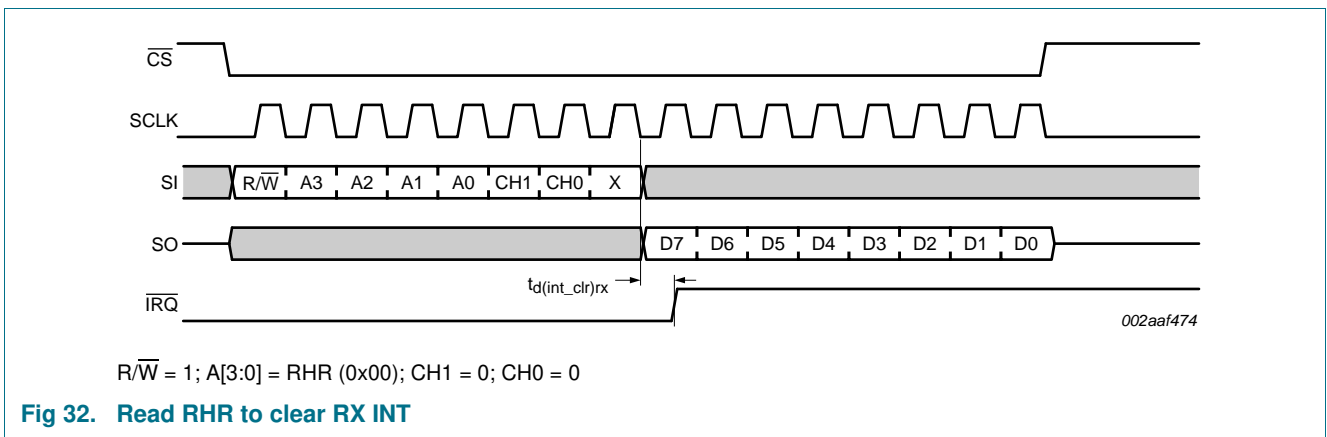 CS
SCLK
SI R/W A3 A2 A1 A0 CH1 CH0 X
SO D7 D6 D5 D4 D3 D2 D1 D0
td(int_clr)rx
IRQ
002aaf474
R/W = 1; A[3:0] = RHR (0x00); CH1 = 0; CH0 = 0
Fig 32. Read RHR to clear RX INT